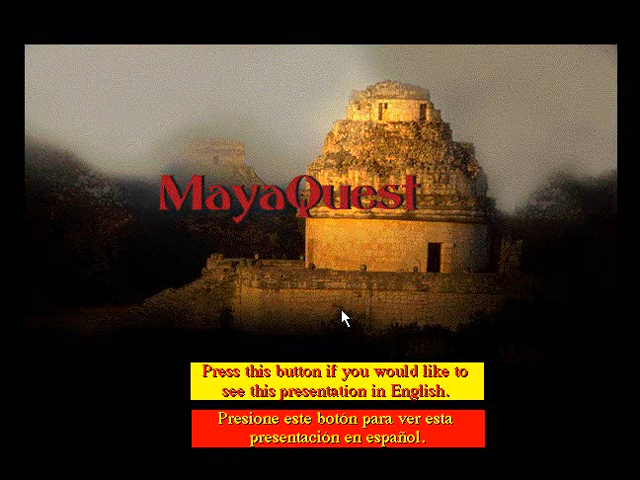 MayaQuest
Press this button if you would like to
see this presentation in English.
Presione este botón para ver esta
presentación en español.